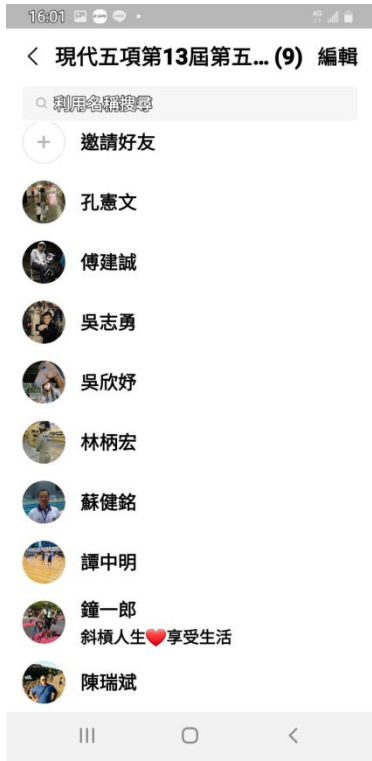 16:01
4G
現代五項第13屆第五... (9) 編輯
利用名稱搜尋
邀請好友
孔憲文
傅建誠
吳志勇
吳欣妤
林柄宏
蘇健銘
譚中明
鐘一郎
斜槓人生❤️享受生活
陳瑞斌